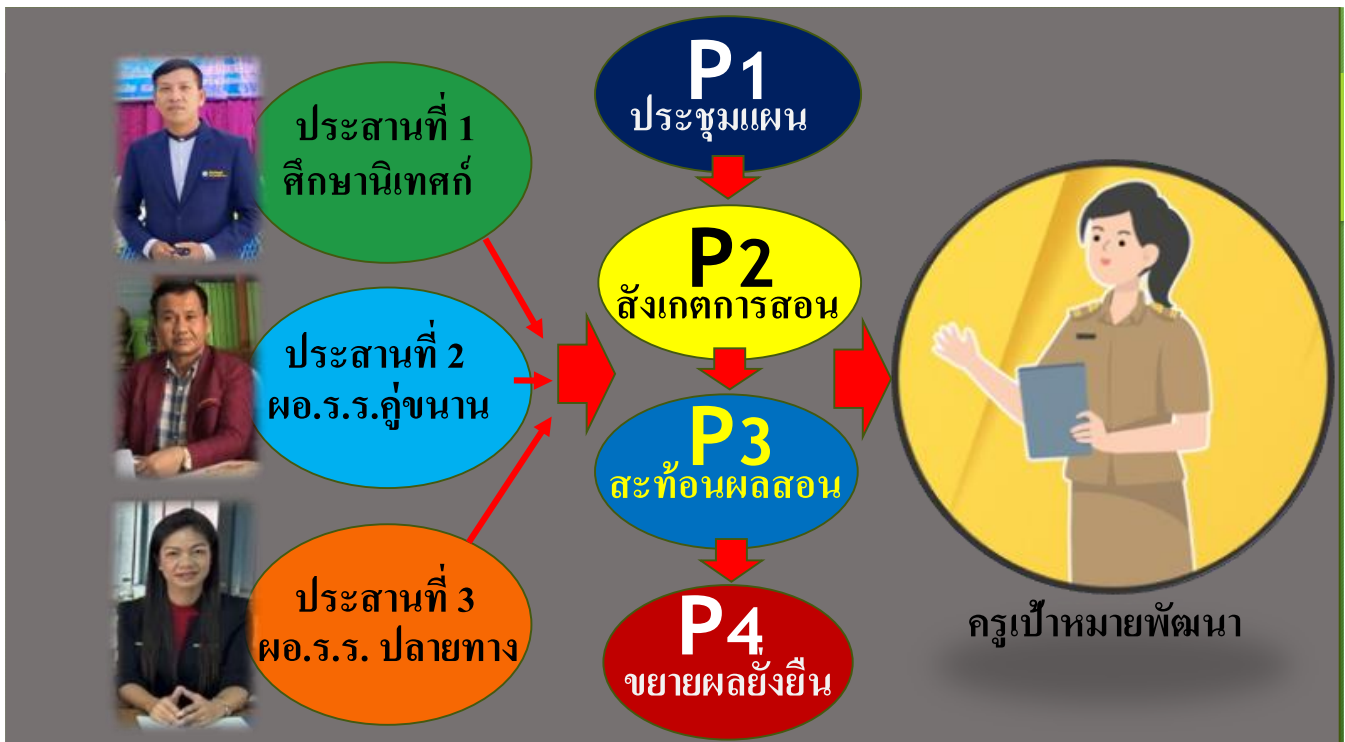 ประสานที่ 1
ศึกษานิเทศก์
ประสานที่ 2
ผอ.ร.ร.คู่ขนาน
ประสานที่ 3
ผอ.ร.ร. ปลายทาง
P1
ประชุมแผน
P2
สังเกตการสอน
P3
สะท้อนผลสอน
P4
ขยายผลยั่งยืน
ครูเป้าหมายพัฒนา